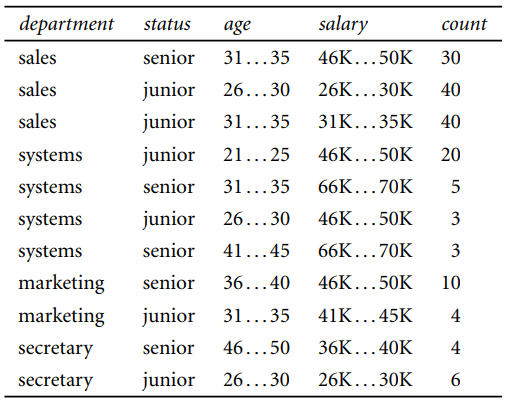 department status age salary count
sales senior 31...35 46K...50K 30
sales junior 26...30 26K...30K 40
sales junior 31...35 31K...35K 40
systems junior 21...25 46K...50K 20
systems senior 31...35 66K...70K 5
systems junior 26...30 46K...50K 3
systems senior 41...45 66K...70K 3
marketing senior 36...40 46K...50K 10
marketing junior 31...35 41K...45K 4
secretary senior 46...50 36K...40K 4
secretary junior 26...30 26K...30K 6